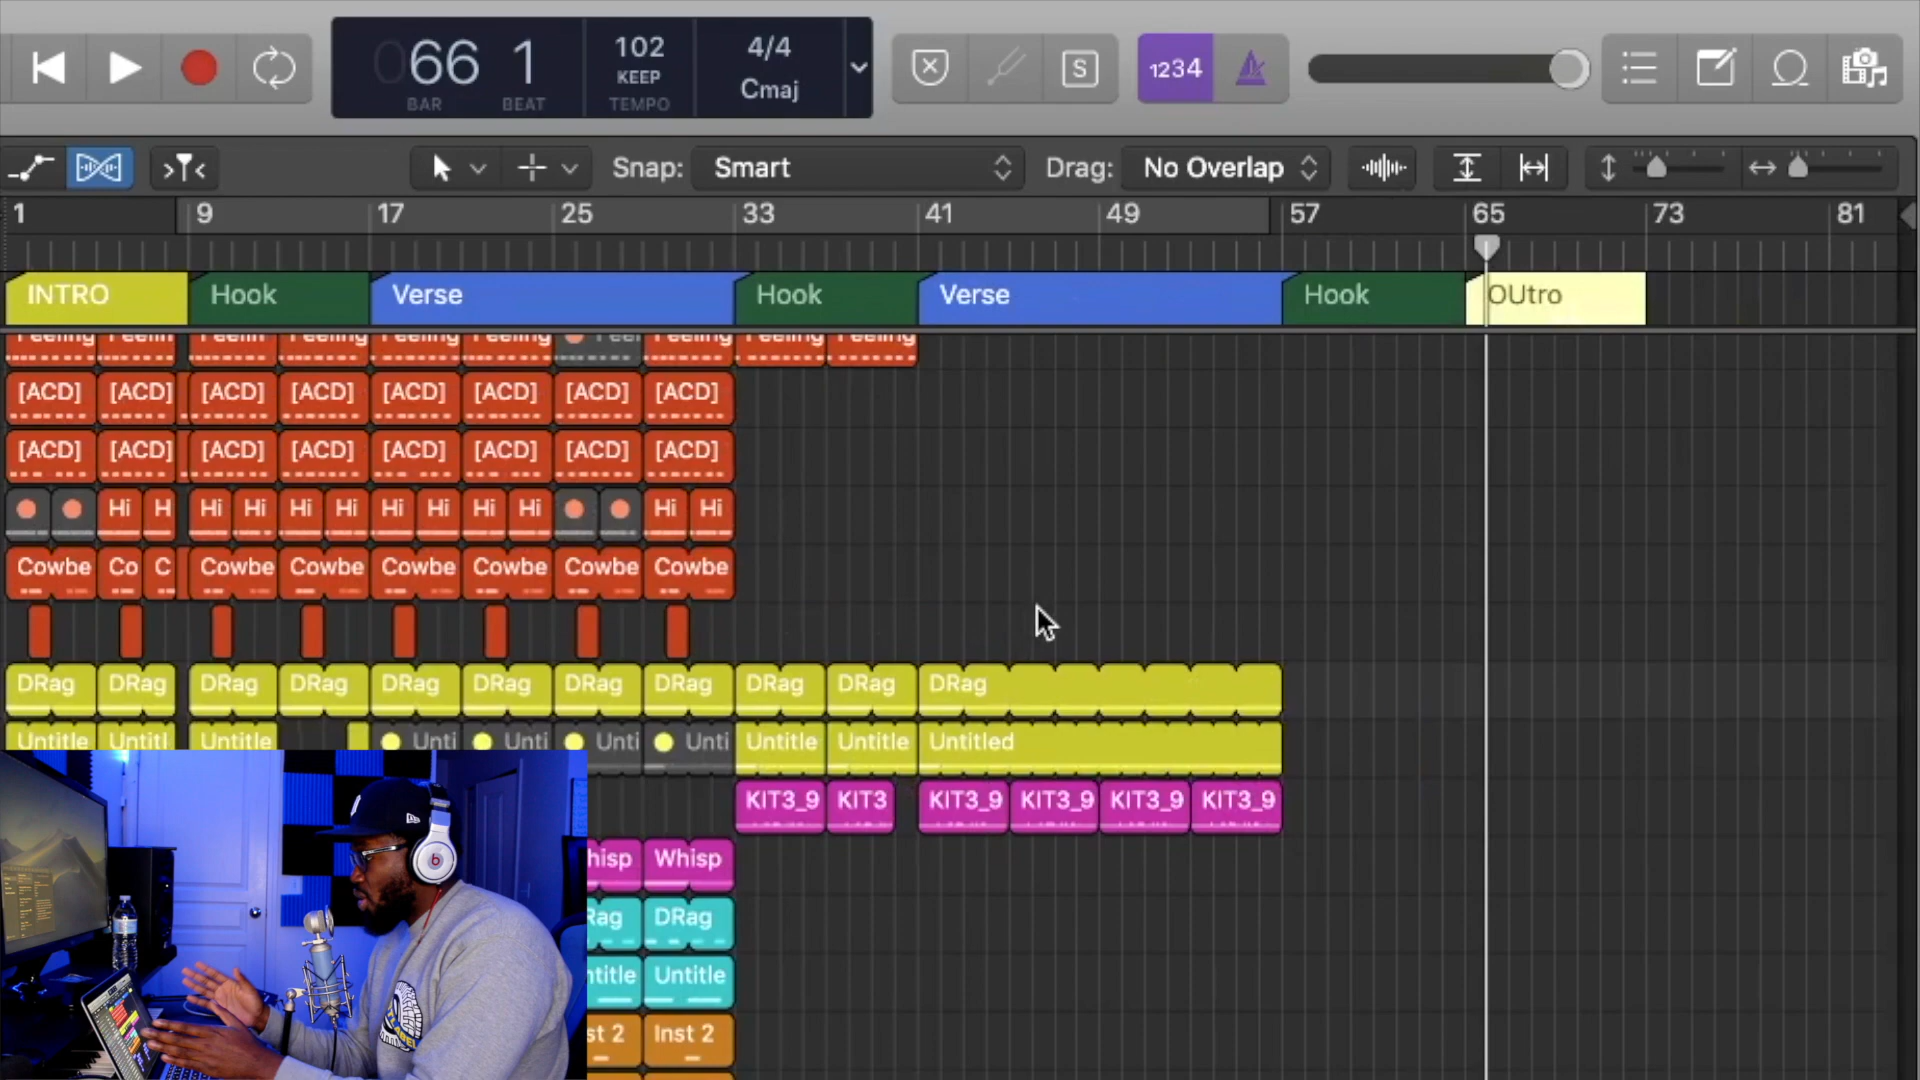 066 1
BAR BEAT
102
KEEP
TEMPO
4/4
Cmaj
S
1234
Snap: Smart
Drag: No Overlap
1 9 17 25 33 41 49 57 65 73 81
INTRO Hook Verse Hook Verse Hook OUtro
Feeling Feelin Feelin Feeling Feeling Feeling Feel Feeling Feeling Feeling
[ACD] [ACD] [ACD] [ACD] [ACD] [ACD] [ACD] [ACD]
[ACD] [ACD] [ACD] [ACD] [ACD] [ACD] [ACD] [ACD]
Hi H Hi Hi Hi Hi Hi Hi Hi Hi Hi Hi
Cowbe Co C Cowbe Cowbe Cowbe Cowbe Cowbe Cowbe
DRag DRag DRag DRag DRag DRag DRag DRag DRag DRag DRag
Untitle Untitl Untitle Unti Unti Unti Unti Untitle Untitle Untitled
KIT3_9 KIT3 KIT3_9 KIT3_9 KIT3_9 KIT3_9
hisp Whisp
Rag DRag
ntitle Untitle
st 2 Inst 2